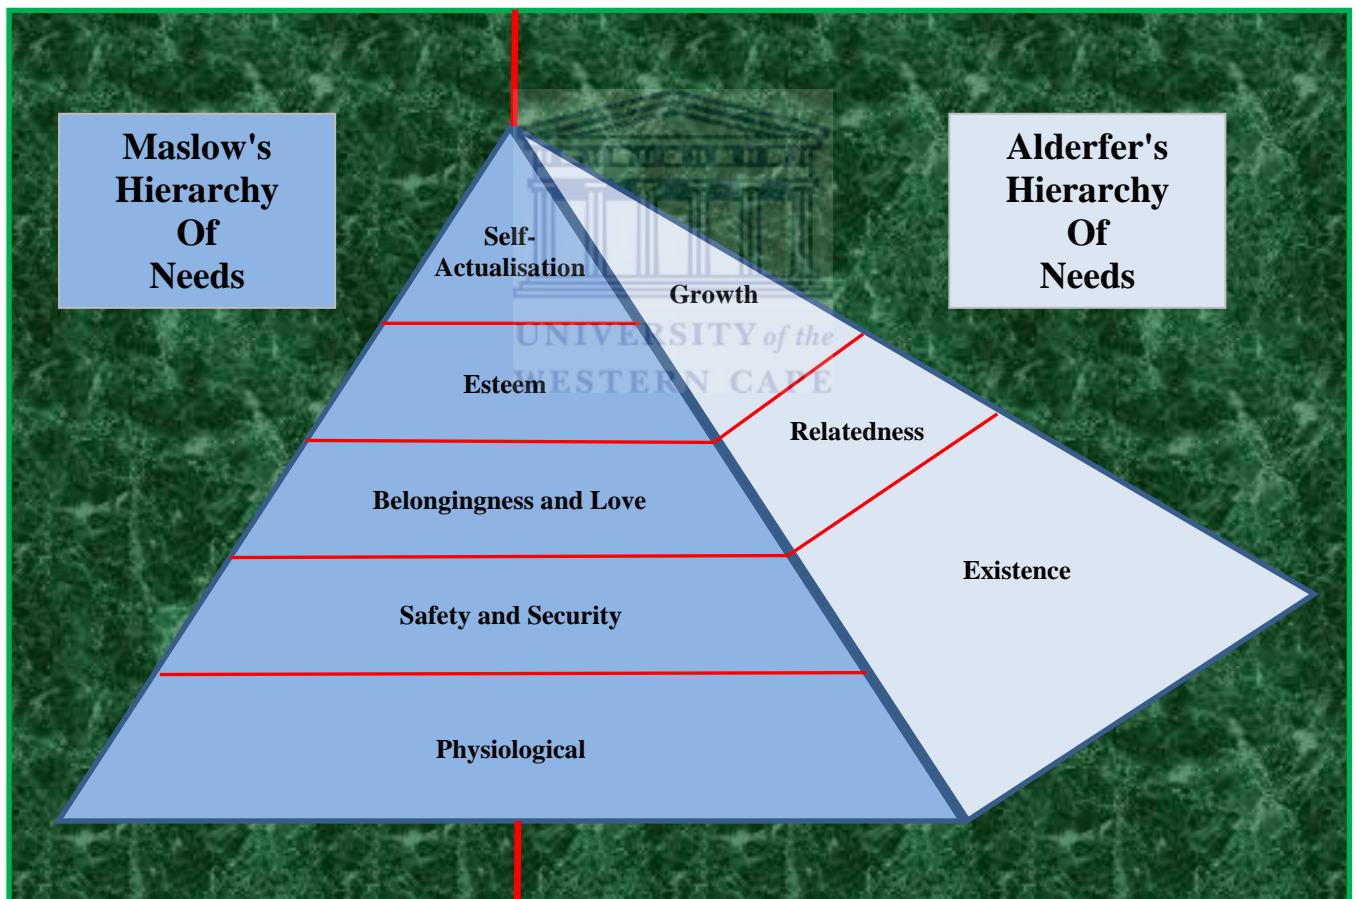 Maslow's
Hierarchy
Of
Needs
Alderfer's
Hierarchy
Of
Needs
Self-
Actualisation
Growth
UNIVERSITY of the
WESTERN CAPE
Esteem
Relatedness
Belongingness and Love
Existence
Safety and Security
Physiological